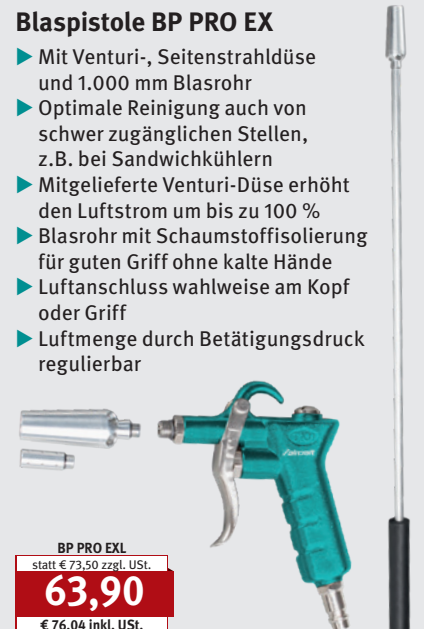 Blaspistole BP PRO EX
▶ Mit Venturi-, Seitenstrahldüse
und 1.000 mm Blasrohr
▶ Optimale Reinigung auch von
schwer zugänglichen Stellen,
z.B. bei Sandwichkühlern
▶ Mitgelieferte Venturi-Düse erhöht
den Luftstrom um bis zu 100 %
▶ Blasrohr mit Schaumstoffisolierung
für guten Griff ohne kalte Hände
▶ Luftanschluss wahlweise am Kopf
oder Griff
▶ Luftmenge durch Betätigungsdruck
regulierbar
aircraft
BP PRO EXL
statt € 73,50 zzgl. USt.
63,90
€ 76,04 inkl. USt.